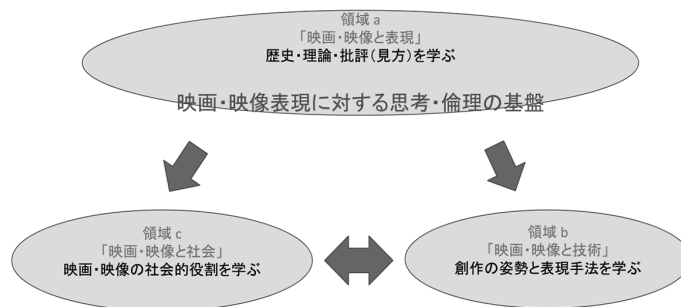 領域 a
「映画・映像と表現」
歴史・理論・批評(見方)を学ぶ
映画・映像表現に対する思考・倫理の基盤
領域 c
「映画・映像と社会」
映画・映像の社会的役割を学ぶ
領域 b
「映画・映像と技術」
創作の姿勢と表現手法を学ぶ